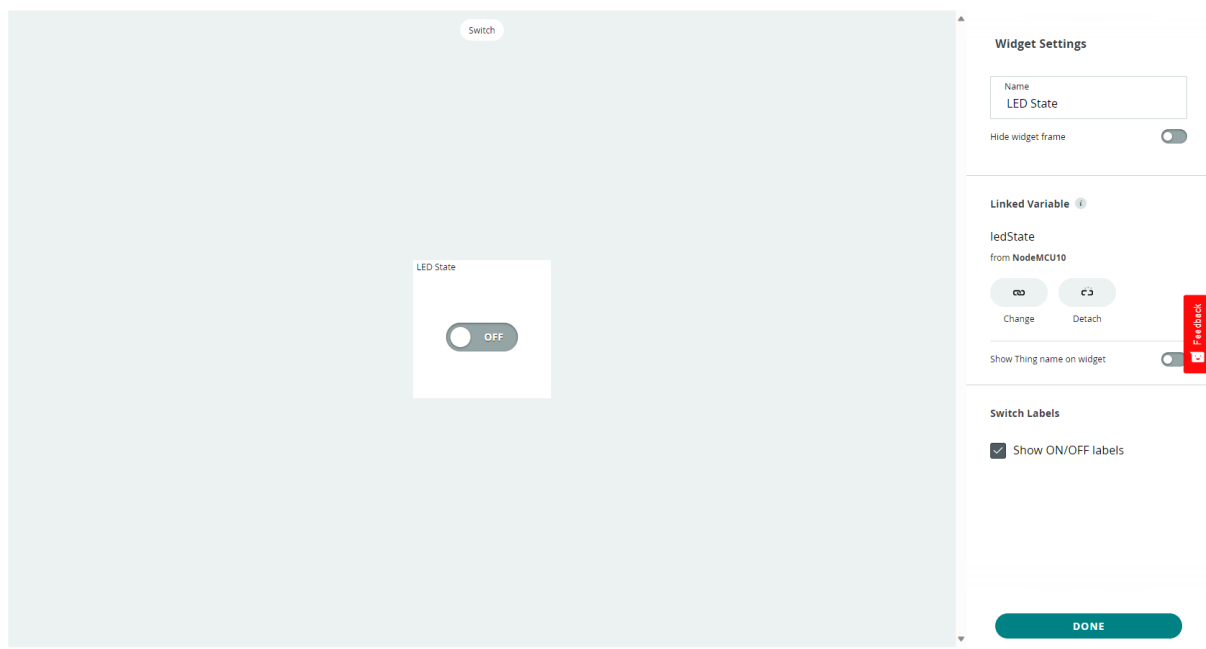 Switch
LED State
OFF
Widget Settings
Name
LED State
Hide widget frame
Linked Variable i
ledState
from NodeMCU10
Change Detach
Show Thing name on widget
Feedback
Switch Labels
Show ON/OFF labels
DONE